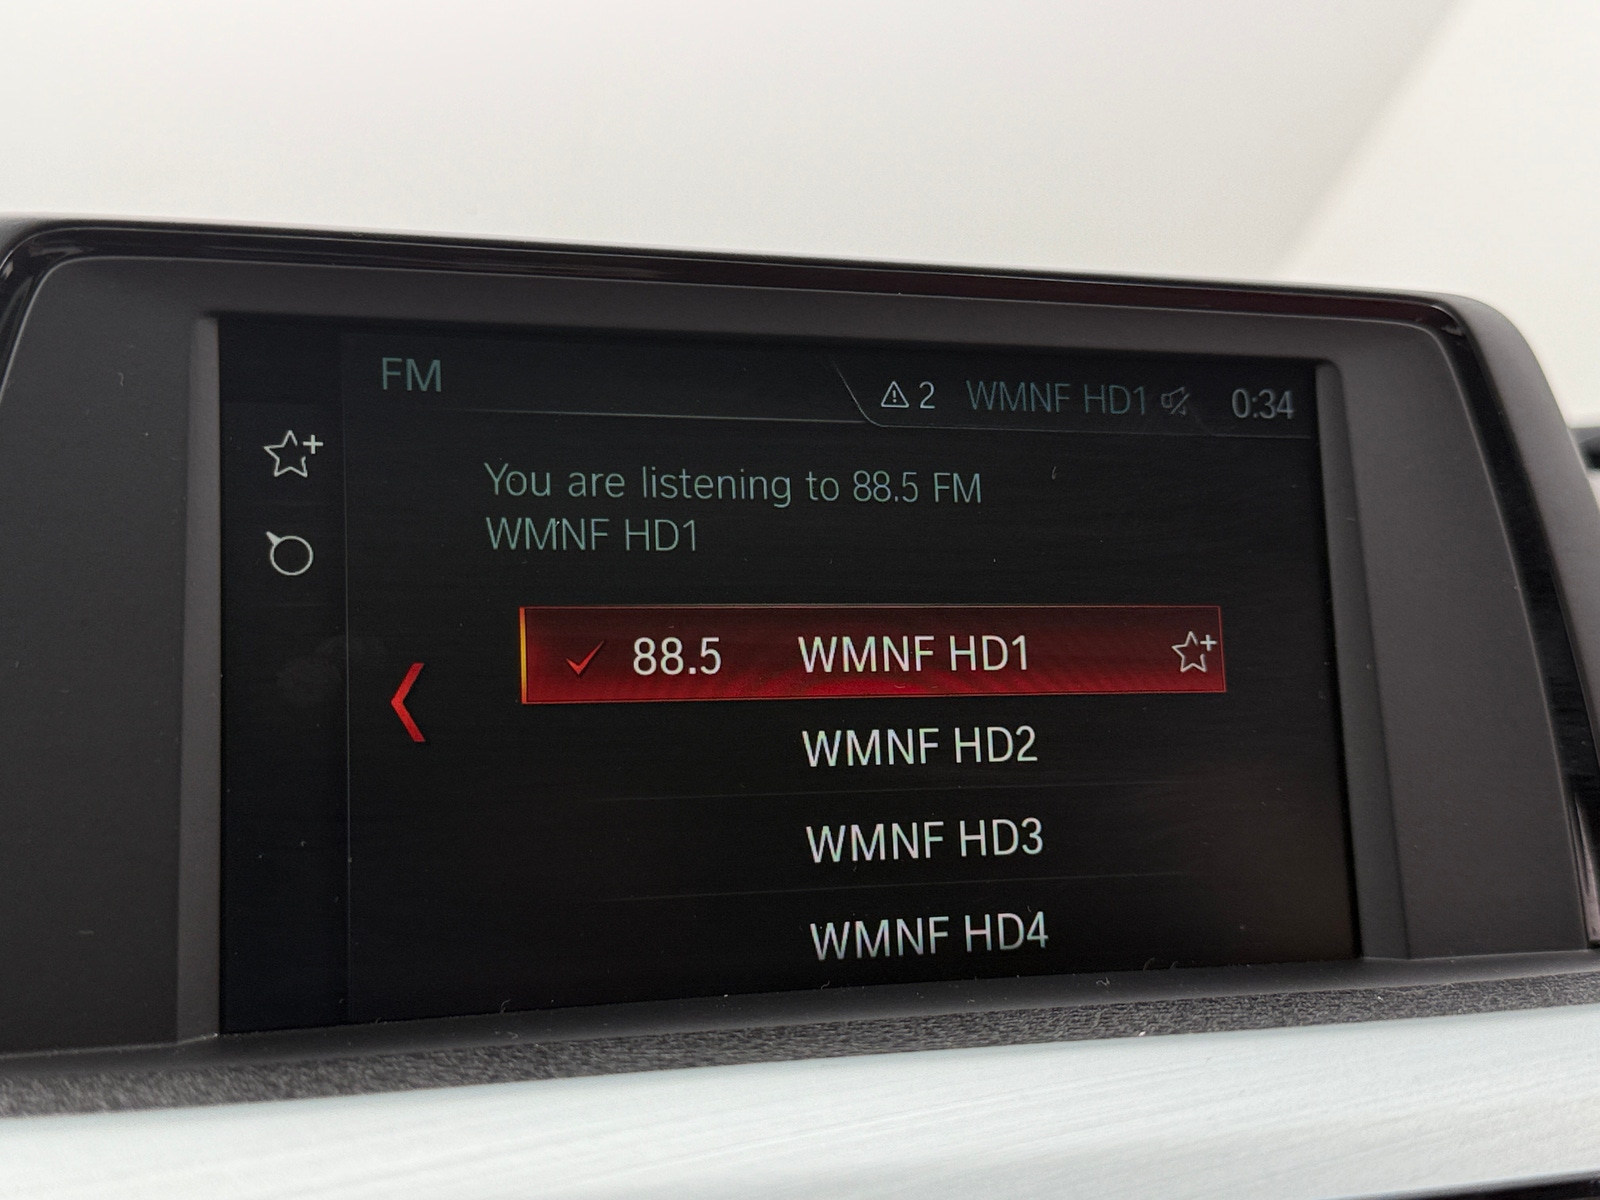 FM
2 WMNF HD1 0:34
You are listening to 88.5 FM
WMNF HD1
88.5 WMNF HD1
WMNF HD2
WMNF HD3
WMNF HD4